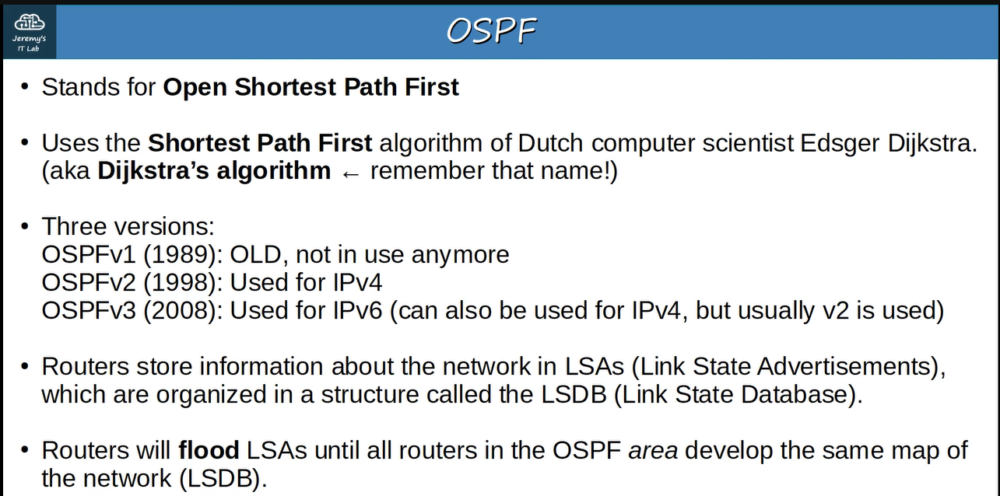 Jeremy's
IT Lab
OSPF
• Stands for Open Shortest Path First
• Uses the Shortest Path First algorithm of Dutch computer scientist Edsger Dijkstra.
(aka Dijkstra’s algorithm ← remember that name!)
• Three versions:
OSPFv1 (1989): OLD, not in use anymore
OSPFv2 (1998): Used for IPv4
OSPFv3 (2008): Used for IPv6 (can also be used for IPv4, but usually v2 is used)
• Routers store information about the network in LSAs (Link State Advertisements),
which are organized in a structure called the LSDB (Link State Database).
• Routers will flood LSAs until all routers in the OSPF area develop the same map of
the network (LSDB).